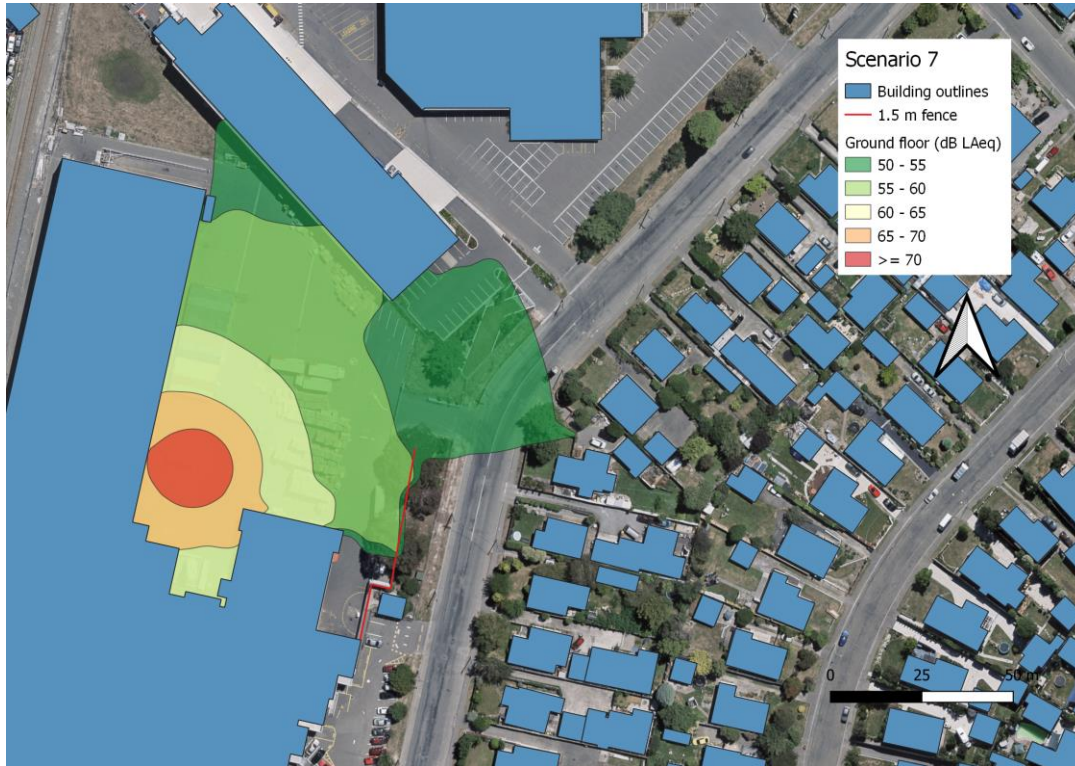 Scenario 7
Building outlines
1.5 m fence
Ground floor (dB LAeq)
50 - 55
55 - 60
60 - 65
65 - 70
>= 70
0 25 50 m